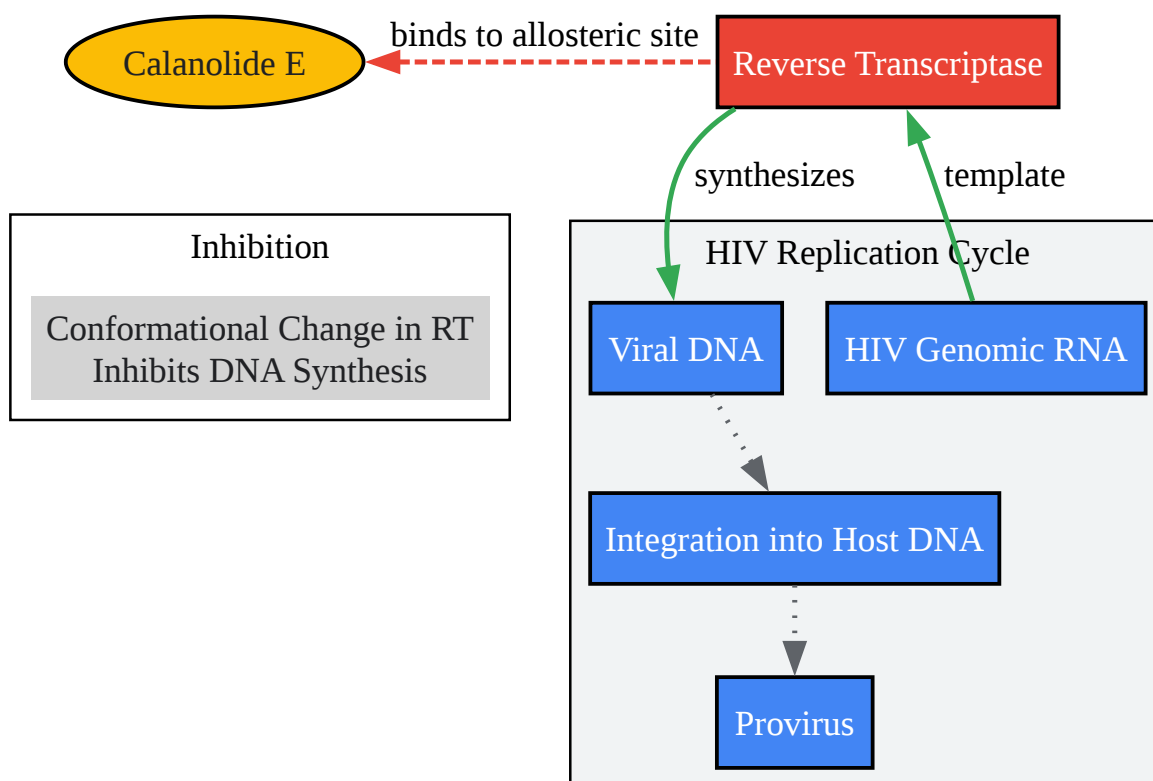 Calanolide E
binds to allosteric site
Reverse Transcriptase
synthesizes
template
Inhibition
Conformational Change in RT
Inhibits DNA Synthesis
HIV Replication Cycle
Viral DNA
HIV Genomic RNA
Integration into Host DNA
Provirus